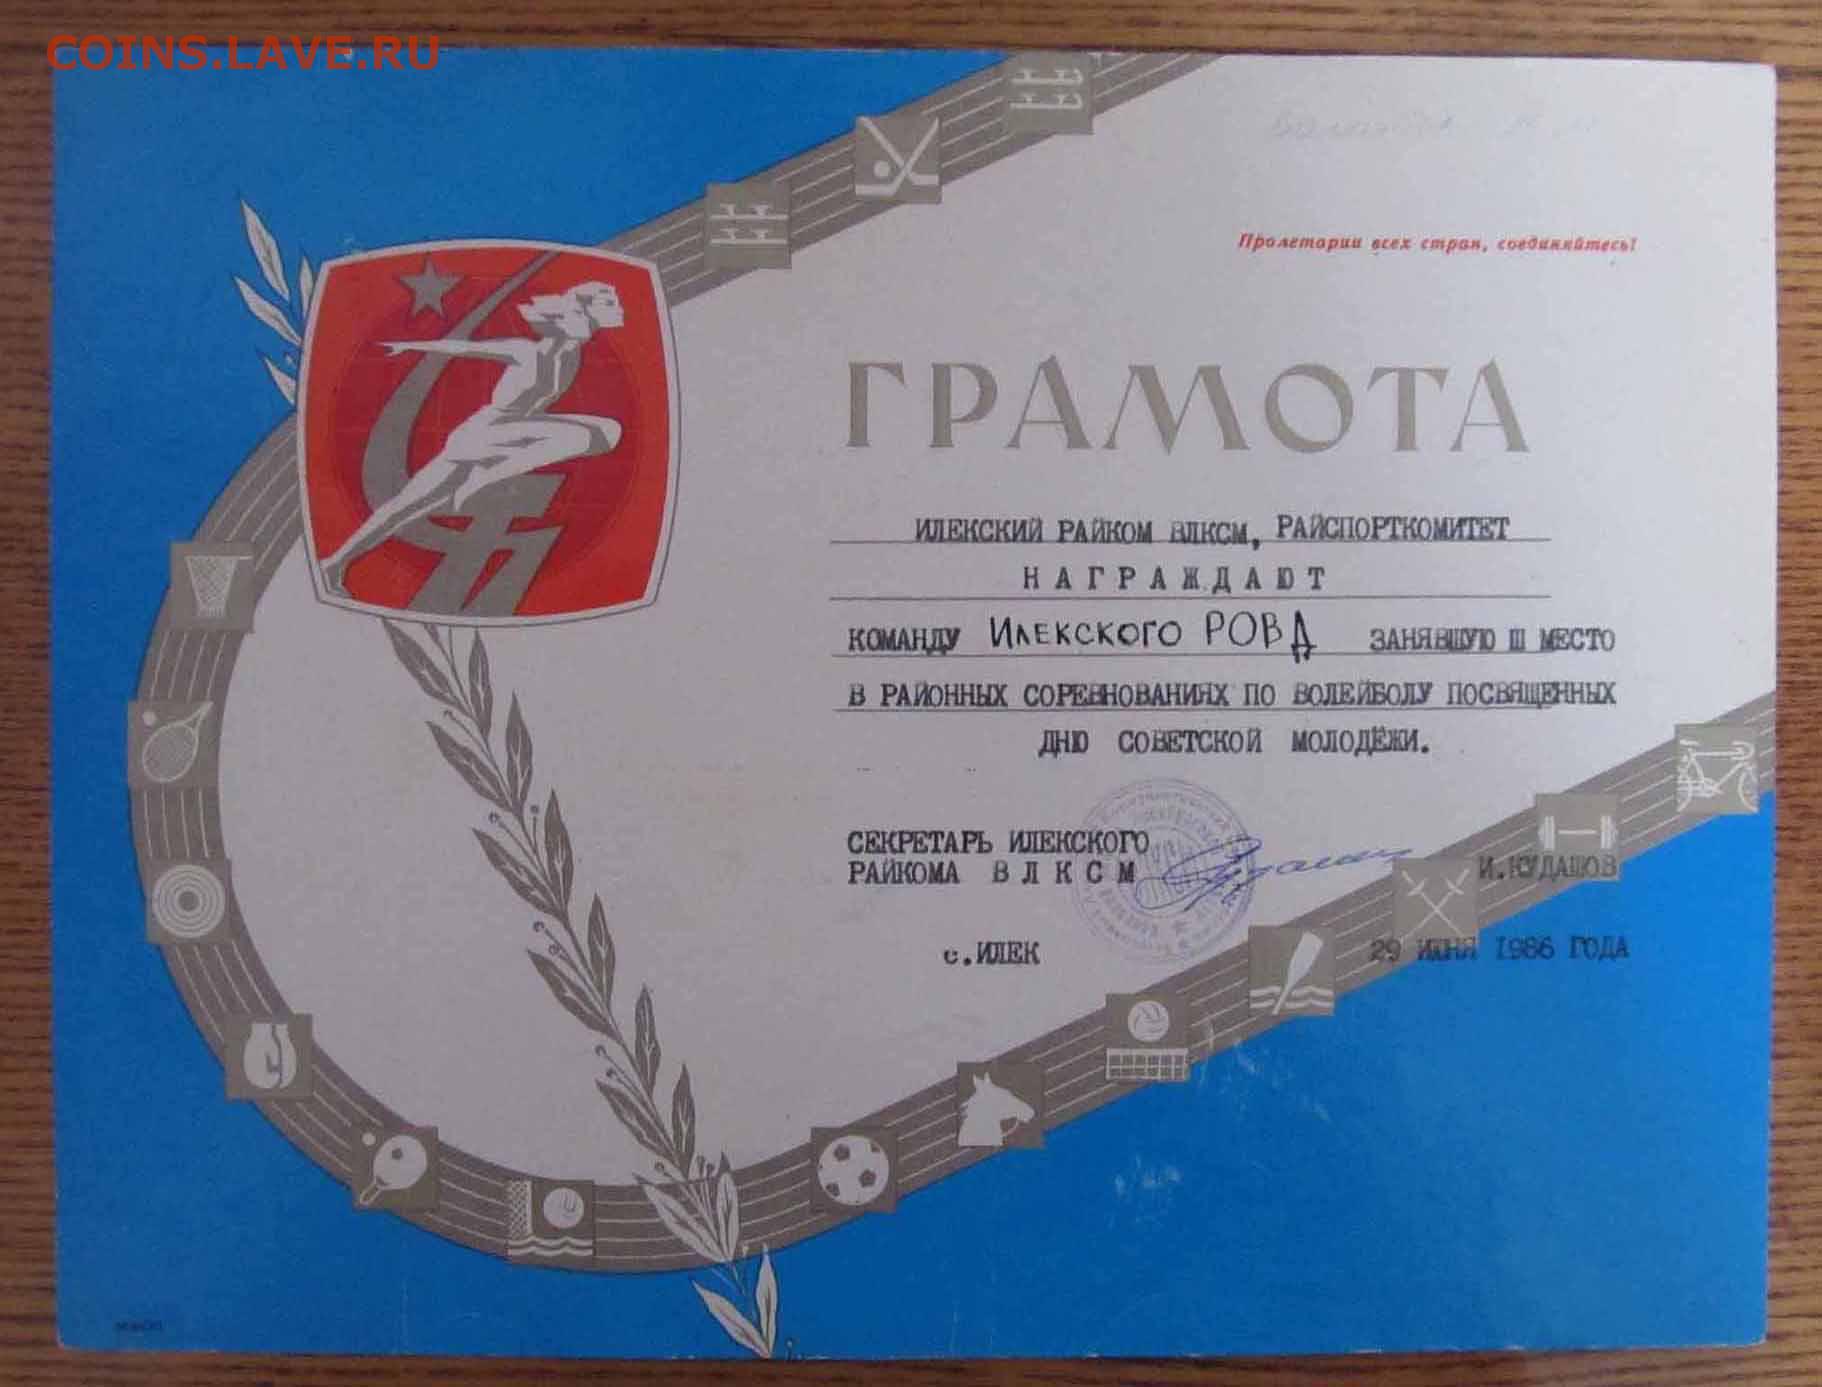 COINS.LAVE.RU
Пролетарии всех стран, соединяйтесь!
ГРАМОТА
ИЛЕКСКИЙ РАЙКОМ ВЛКСМ, РАЙСПОРТКОМИТЕТ
НАГРАЖДАЮТ
КОМАНДУ ИЛЕКСКОГО РОВД ЗАНЯВШУЮ Ш МЕСТО
В РАЙОННЫХ СОРЕВНОВАНИЯХ ПО ВОЛЕЙБОЛУ ПОСВЯЩЕННЫХ
ДНЮ СОВЕТСКОЙ МОЛОДЁЖИ.
СЕКРЕТАРЬ ИЛЕКСКОГО
РАЙКОМА В Л К С М И.КУДАШОВ
с.ИЛЕК 29 ИЮНЯ 1986 ГОДА